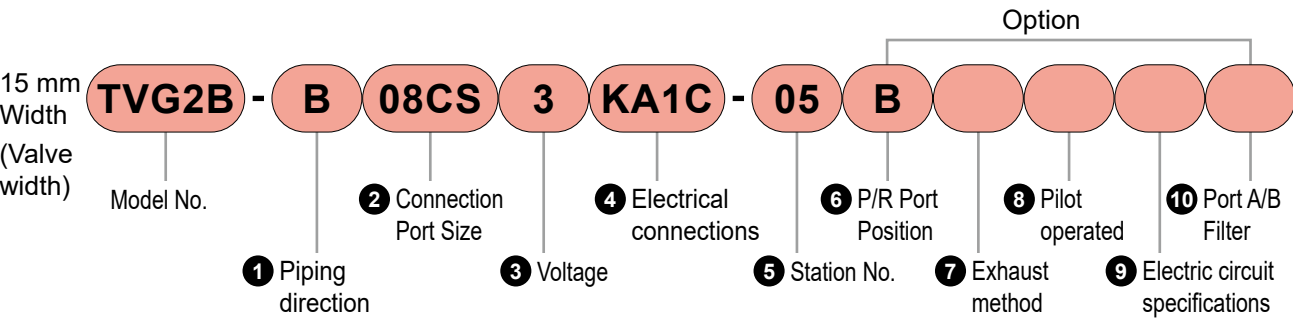 Option
15 mm
Width
(Valve
width)
TVG2B - B 08CS 3 KA1C - 05 B
Model No.
2 Connection
Port Size
4 Electrical
connections
6 P/R Port
Position
8 Pilot
operated
10 Port A/B
Filter
1 Piping
direction
3 Voltage
5 Station No.
7 Exhaust
method
9 Electric circuit
specifications